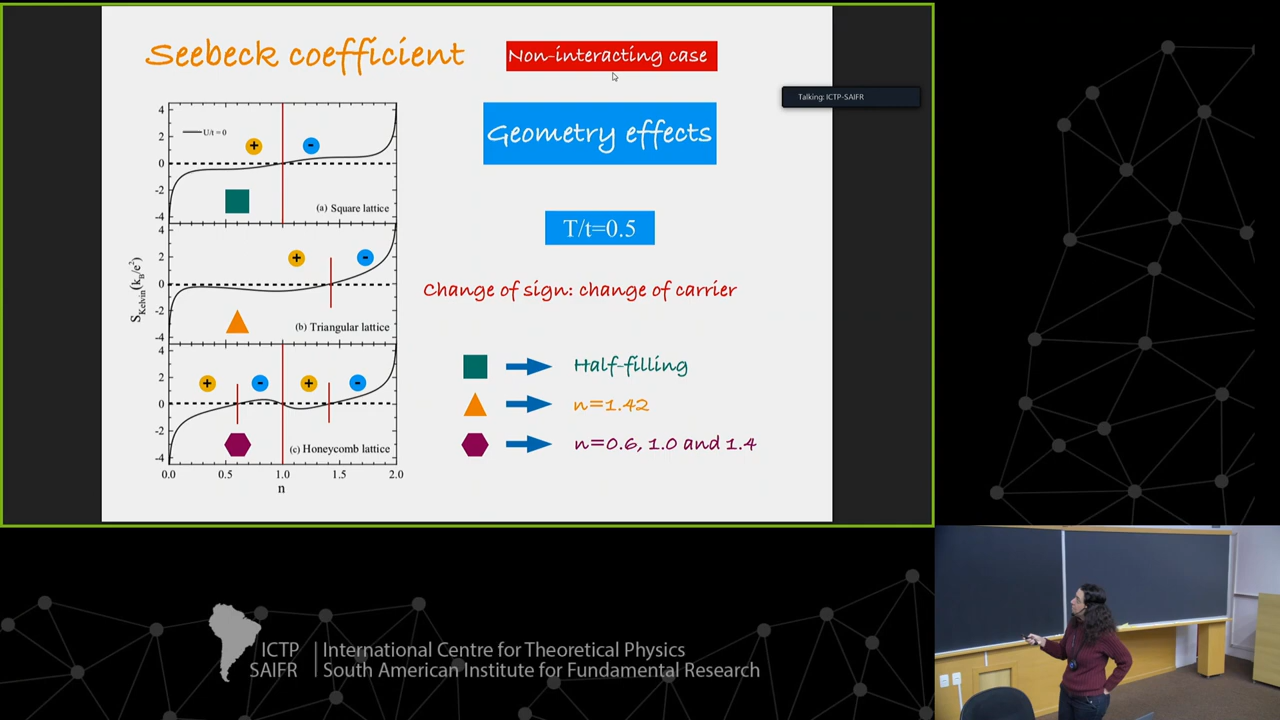 Seebeck coefficient
Non-interacting case
Talking: ICTP-SAIFR
Geometry effects
T/t=0.5
Change of sign: change of carrier
Half-filling
n=1.42
n=0.6, 1.0 and 1.4
S_Kelvin(k_B/e^2)
4
2
0
-2
-4
U/t = 0
+
-
(a) Square lattice
4
2
0
-2
-4
+
-
(b) Triangular lattice
4
2
0
-2
-4
+
-
+
-
(c) Honeycomb lattice
0.0 0.5 1.0 1.5 2.0
n
ICTP
SAIFR
International Centre for Theoretical Physics
South American Institute for Fundamental Research